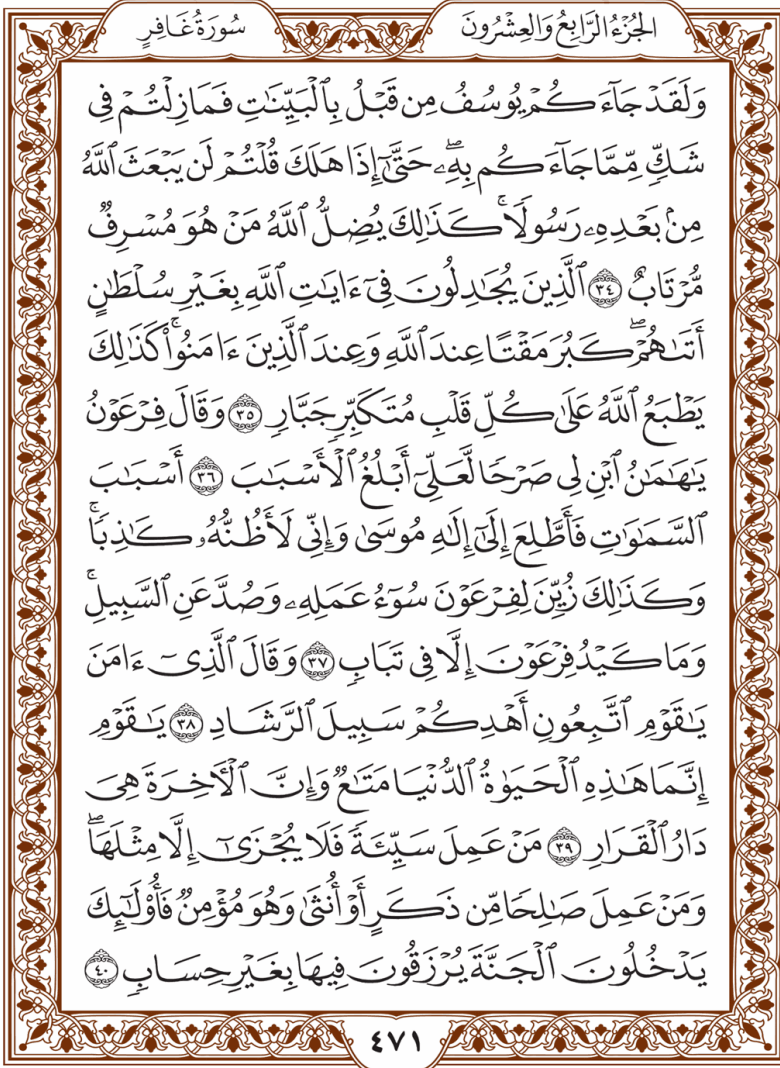 الجُزْءُ الرَّابِعُ وَالعِشْرُونَ
سُورَةُ غَافِرٍ
وَلَقَدْ جَآءَكُمْ يُوسُفُ مِن قَبْلُ بِٱلْبَيِّنَٰتِ فَمَازِلْتُمْ فِى
شَكٍّ مِّمَّا جَآءَكُم بِهِۦۖ حَتَّىٰٓ إِذَا هَلَكَ قُلْتُمْ لَن يَبْعَثَ ٱللَّهُ
مِنۢ بَعْدِهِۦ رَسُولًاۚ كَذَٰلِكَ يُضِلُّ ٱللَّهُ مَنْ هُوَ مُسْرِفٌ
مُّرْتَابٌ ٣٤ ٱلَّذِينَ يُجَٰدِلُونَ فِىٓ ءَايَٰتِ ٱللَّهِ بِغَيْرِ سُلْطَٰنٍ
أَتَىٰهُمْۖ كَبُرَ مَقْتًا عِندَ ٱللَّهِ وَعِندَ ٱلَّذِينَ ءَامَنُوا۟ۚ كَذَٰلِكَ
يَطْبَعُ ٱللَّهُ عَلَىٰ كُلِّ قَلْبِ مُتَكَبِّرٍ جَبَّارٍ ٣٥ وَقَالَ فِرْعَوْنُ
يَٰهَٰمَٰنُ ٱبْنِ لِى صَرْحًا لَّعَلِّىٓ أَبْلُغُ ٱلْأَسْبَٰبَ ٣٦ أَسْبَٰبَ
ٱلسَّمَٰوَٰتِ فَأَطَّلِعَ إِلَىٰٓ إِلَٰهِ مُوسَىٰ وَإِنِّى لَأَظُنُّهُۥ كَٰذِبًاۚ
وَكَذَٰلِكَ زُيِّنَ لِفِرْعَوْنَ سُوٓءُ عَمَلِهِۦ وَصُدَّ عَنِ ٱلسَّبِيلِۚ
وَمَا كَيْدُ فِرْعَوْنَ إِلَّا فِى تَبَابٍ ٣٧ وَقَالَ ٱلَّذِىٓ ءَامَنَ
يَٰقَوْمِ ٱتَّبِعُونِ أَهْدِكُمْ سَبِيلَ ٱلرَّشَادِ ٣٨ يَٰقَوْمِ
إِنَّمَا هَٰذِهِ ٱلْحَيَوٰةُ ٱلدُّنْيَا مَتَٰعٌ وَإِنَّ ٱلْأَخِرَةَ هِىَ
دَارُ ٱلْقَرَارِ ٣٩ مَنْ عَمِلَ سَيِّئَةً فَلَا يُجْزَىٰٓ إِلَّا مِثْلَهَاۖ
وَمَنْ عَمِلَ صَٰلِحًا مِّن ذَكَرٍ أَوْ أُنثَىٰ وَهُوَ مُؤْمِنٌ فَأُو۟لَٰٓئِكَ
يَدْخُلُونَ ٱلْجَنَّةَ يُرْزَقُونَ فِيهَا بِغَيْرِ حِسَابٍ ٤٠
٤٧١